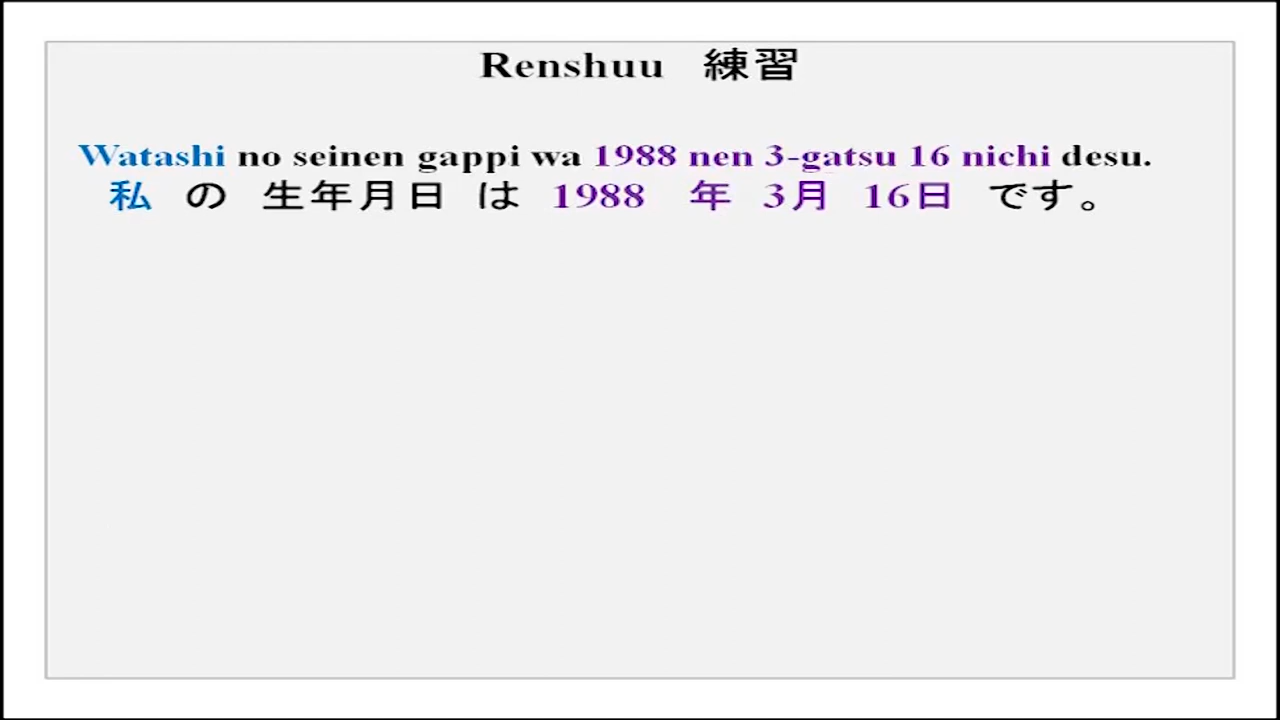 Renshuu 練習
Watashi no seinen gappi wa 1988 nen 3-gatsu 16 nichi desu.
私 の 生年月日 は 1988 年 3月 16日 です。